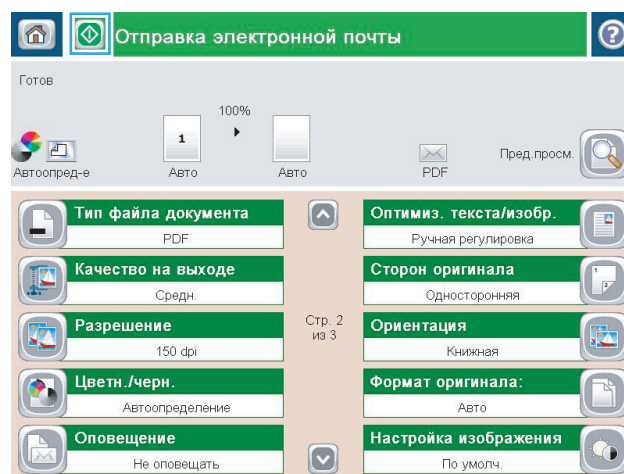 Отправка электронной почты
Готов
100%
1
Автоопред-е
Авто
Авто
PDF
Пред.просм.
Тип файла документа
PDF
Качество на выходе
Средн.
Разрешение
150 dpi
Цветн./черн.
Автоопределение
Оповещение
Не оповещать
Стр. 2
из 3
Оптимиз. текста/изобр.
Ручная регулировка
Сторон оригинала
Односторонняя
1
2
Ориентация
Книжная
Формат оригинала:
Авто
Настройка изображения
По умолч.